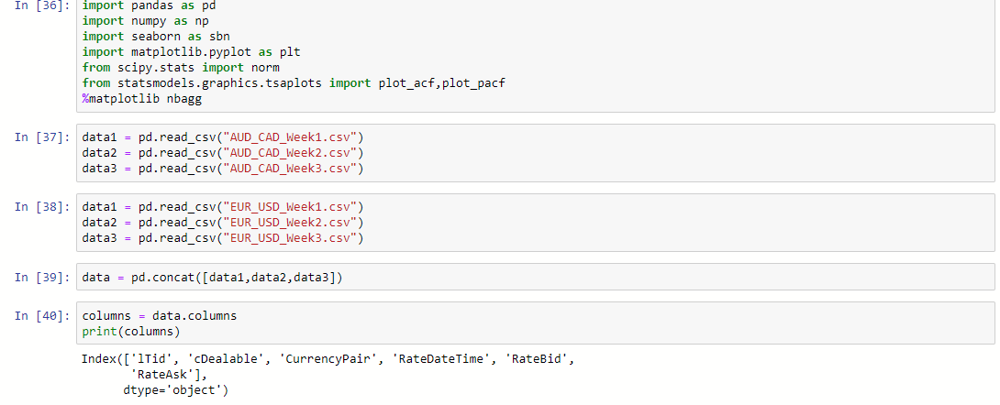 In [36]: import pandas as pd
import numpy as np
import seaborn as sbn
import matplotlib.pyplot as plt
from scipy.stats import norm
from statsmodels.graphics.tsaplots import plot_acf,plot_pacf
%matplotlib nbagg
In [37]: data1 = pd.read_csv("AUD_CAD_Week1.csv")
data2 = pd.read_csv("AUD_CAD_Week2.csv")
data3 = pd.read_csv("AUD_CAD_Week3.csv")
In [38]: data1 = pd.read_csv("EUR_USD_Week1.csv")
data2 = pd.read_csv("EUR_USD_Week2.csv")
data3 = pd.read_csv("EUR_USD_Week3.csv")
In [39]: data = pd.concat([data1,data2,data3])
In [40]: columns = data.columns
print(columns)
Index(['lTid', 'cDealable', 'CurrencyPair', 'RateDateTime', 'RateBid',
'RateAsk'],
dtype='object')